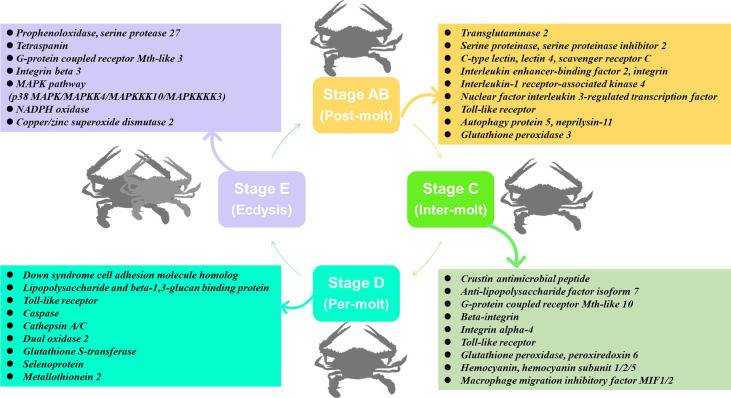 Prophenoloxidase, serine protease 27
Tetraspanin
G-protein coupled receptor Mth-like 3
Integrin beta 3
MAPK pathway
(p38 MAPK/MAPKK4/MAPKKK10/MAPKKKK3)
NADPH oxidase
Copper/zinc superoxide dismutase 2
Transglutaminase 2
Serine proteinase, serine proteinase inhibitor 2
C-type lectin, lectin 4, scavenger receptor C
Interleukin enhancer-binding factor 2, integrin
Interleukin-1 receptor-associated kinase 4
Nuclear factor interleukin 3-regulated transcription factor
Toll-like receptor
Autophagy protein 5, neprilysin-11
Glutathione peroxidase 3
Stage AB
(Post-molt)
Stage E
(Ecdysis)
Stage C
(Inter-molt)
Stage D
(Per-molt)
Down syndrome cell adhesion molecule homolog
Lipopolysaccharide and beta-1,3-glucan binding protein
Toll-like receptor
Caspase
Cathepsin A/C
Dual oxidase 2
Glutathione S-transferase
Selenoprotein
Metallothionein 2
Crustin antimicrobial peptide
Anti-lipopolysaccharide factor isoform 7
G-protein coupled receptor Mth-like 10
Beta-integrin
Integrin alpha-4
Toll-like receptor
Glutathione peroxidase, peroxiredoxin 6
Hemocyanin, hemocyanin subunit 1/2/5
Macrophage migration inhibitory factor MIF1/2